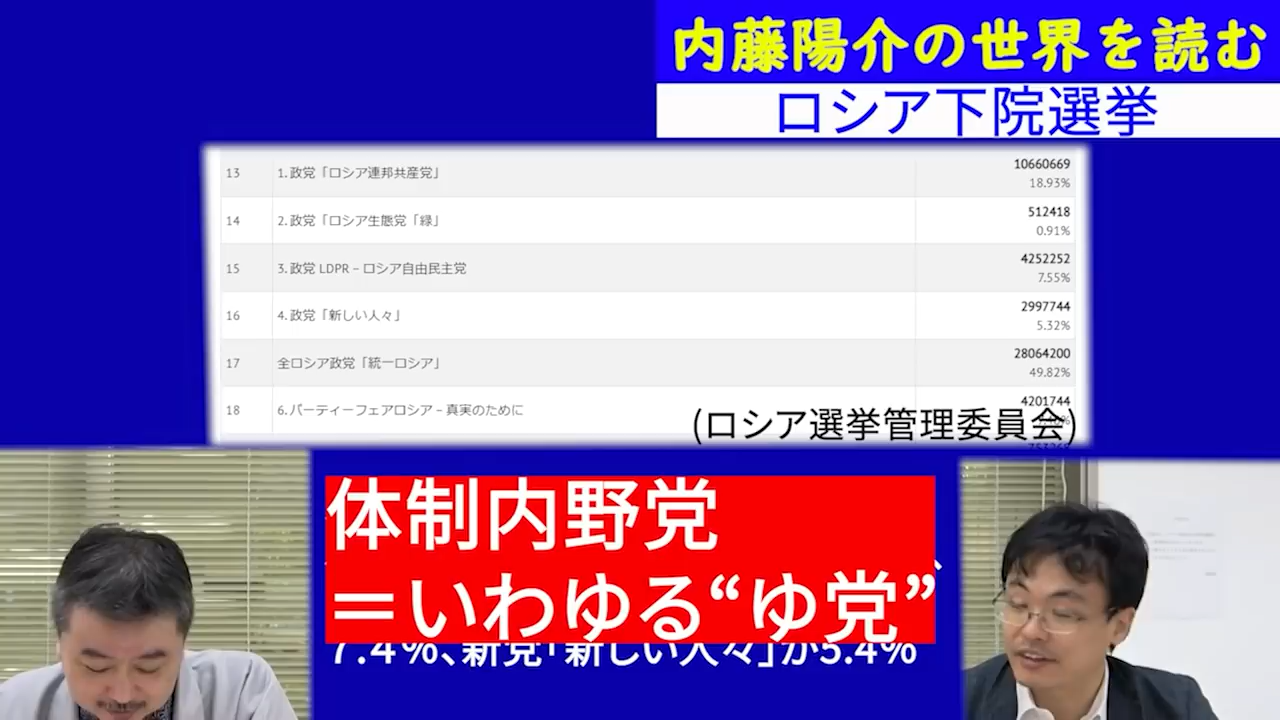 内藤陽介の世界を読む
ロシア下院選挙
13 1. 政党「ロシア連邦共産党」 10660669
18.93%
14 2. 政党「ロシア生態党「緑」 512418
0.91%
15 3. 政党 LDPR – ロシア自由民主党 4252252
7.55%
16 4. 政党「新しい人々」 2997744
5.32%
17 全ロシア政党「統一ロシア」 28064200
49.82%
18 6. パーティーフェアロシア – 真実のために 4201744
(ロシア選挙管理委員会)
体制内野党
＝いわゆる“ゆ党”
7.4%、新党「新しい人々」が5.4%